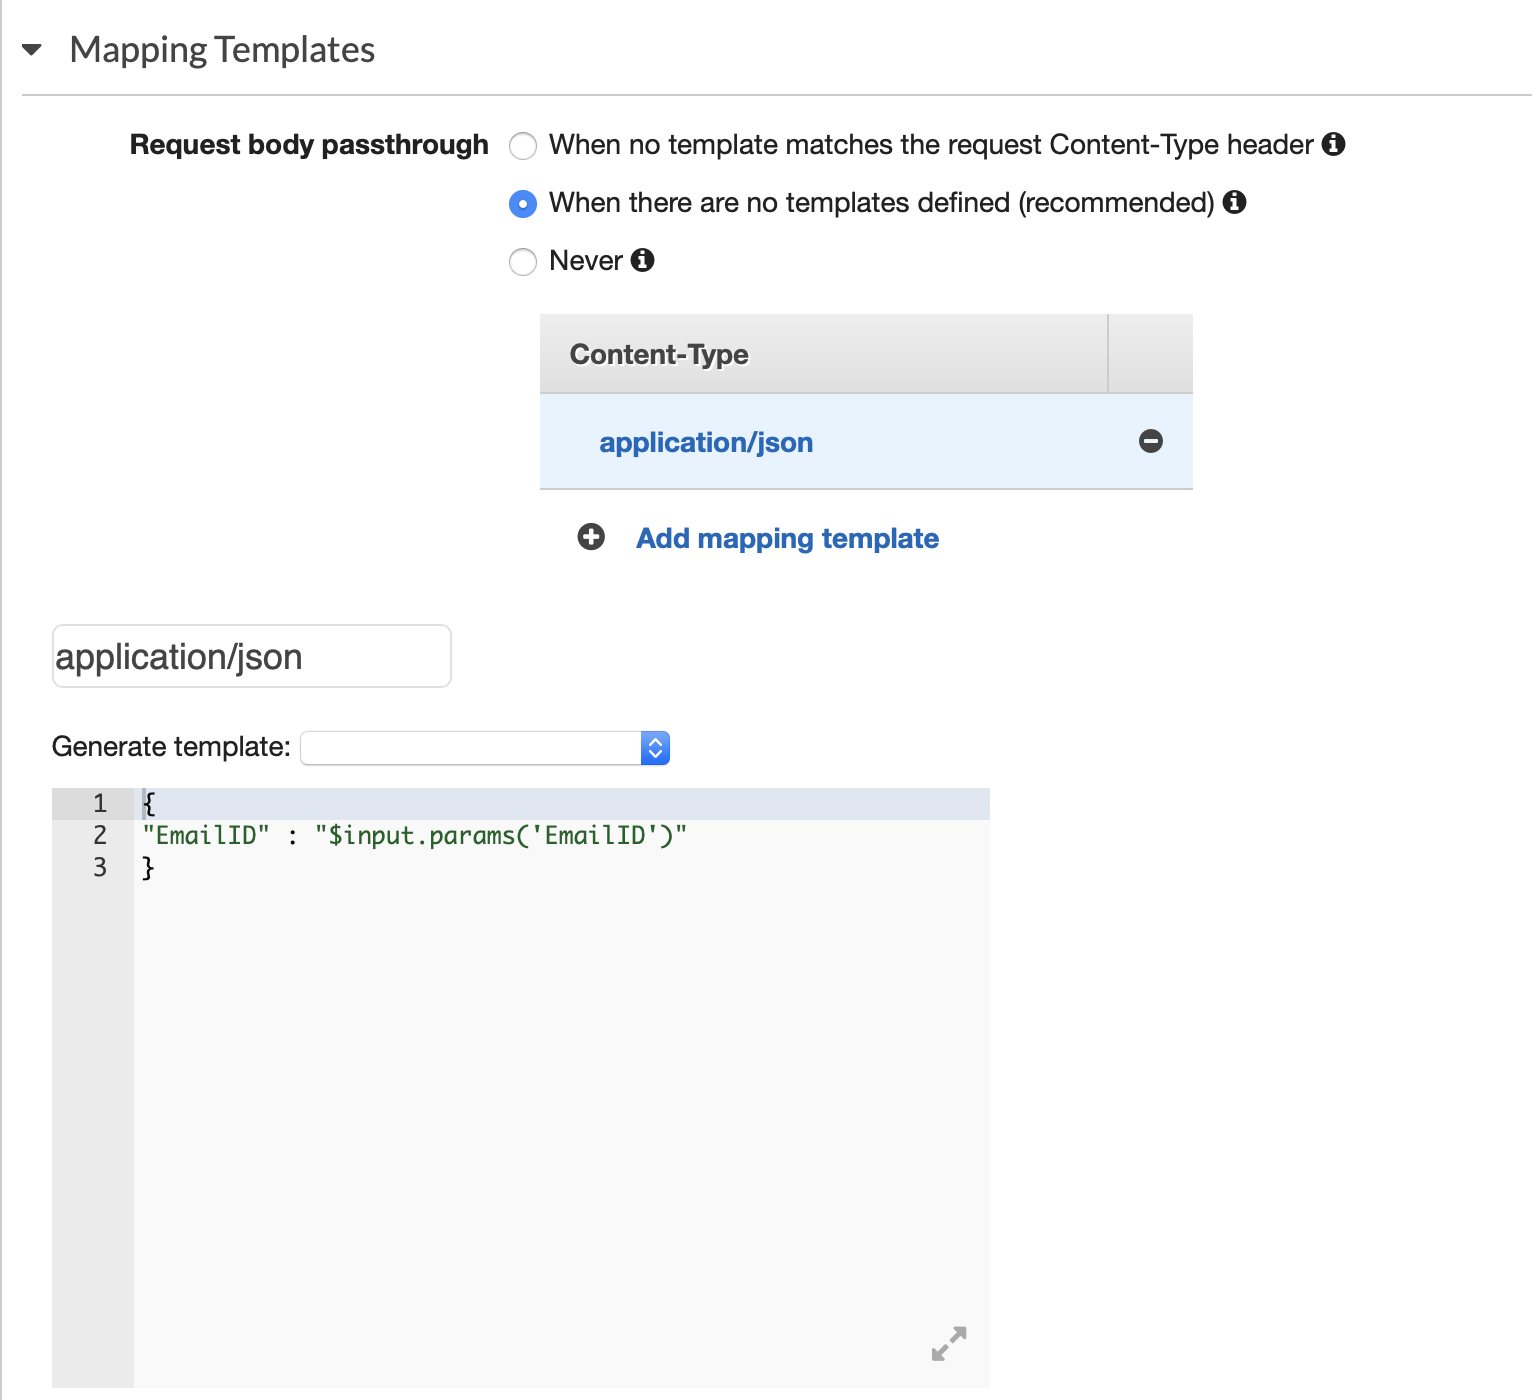 Mapping Templates
Request body passthrough
When no template matches the request Content-Type header
When there are no templates defined (recommended)
Never
Content-Type
application/json
Add mapping template
application/json
Generate template:
1 {
2 "EmailID" : "$input.params('EmailID')"
3 }